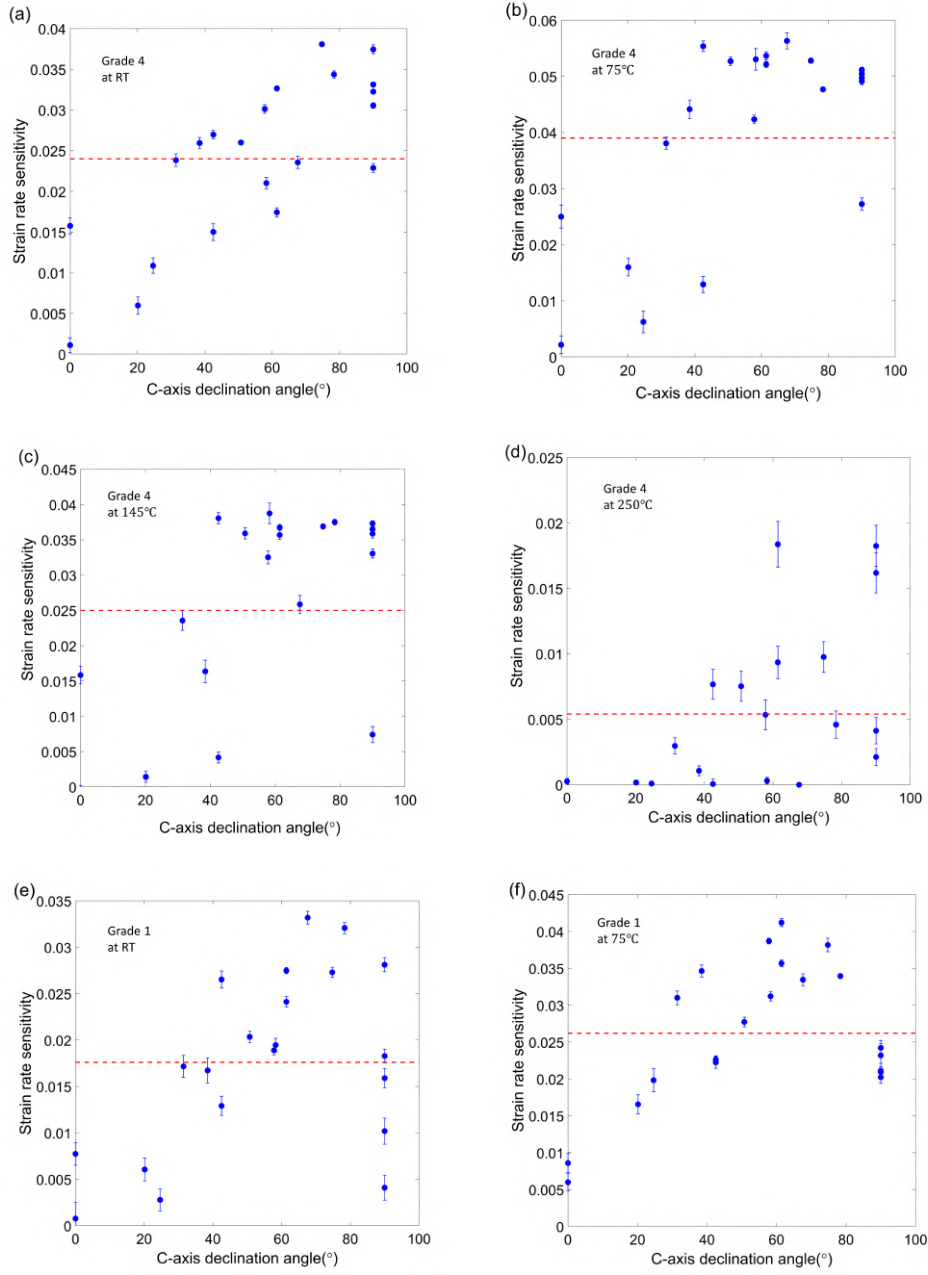 (a)
Grade 4
at RT
Strain rate sensitivity
0.04
0.035
0.03
0.025
0.02
0.015
0.01
0.005
0
0 20 40 60 80 100
C-axis declination angle(°)
(b)
Grade 4
at 75℃
Strain rate sensitivity
0.06
0.05
0.04
0.03
0.02
0.01
0
0 20 40 60 80 100
C-axis declination angle(°)
(c)
Grade 4
at 145℃
Strain rate sensitivity
0.045
0.04
0.035
0.03
0.025
0.02
0.015
0.01
0.005
0
0 20 40 60 80 100
C-axis declination angle(°)
(d)
Grade 4
at 250℃
Strain rate sensitivity
0.025
0.02
0.015
0.01
0.005
0
0 20 40 60 80 100
C-axis declination angle(°)
(e)
Grade 1
at RT
Strain rate sensitivity
0.035
0.03
0.025
0.02
0.015
0.01
0.005
0
0 20 40 60 80 100
C-axis declination angle(°)
(f)
Grade 1
at 75℃
Strain rate sensitivity
0.045
0.04
0.035
0.03
0.025
0.02
0.015
0.01
0.005
0
0 20 40 60 80 100
C-axis declination angle(°)